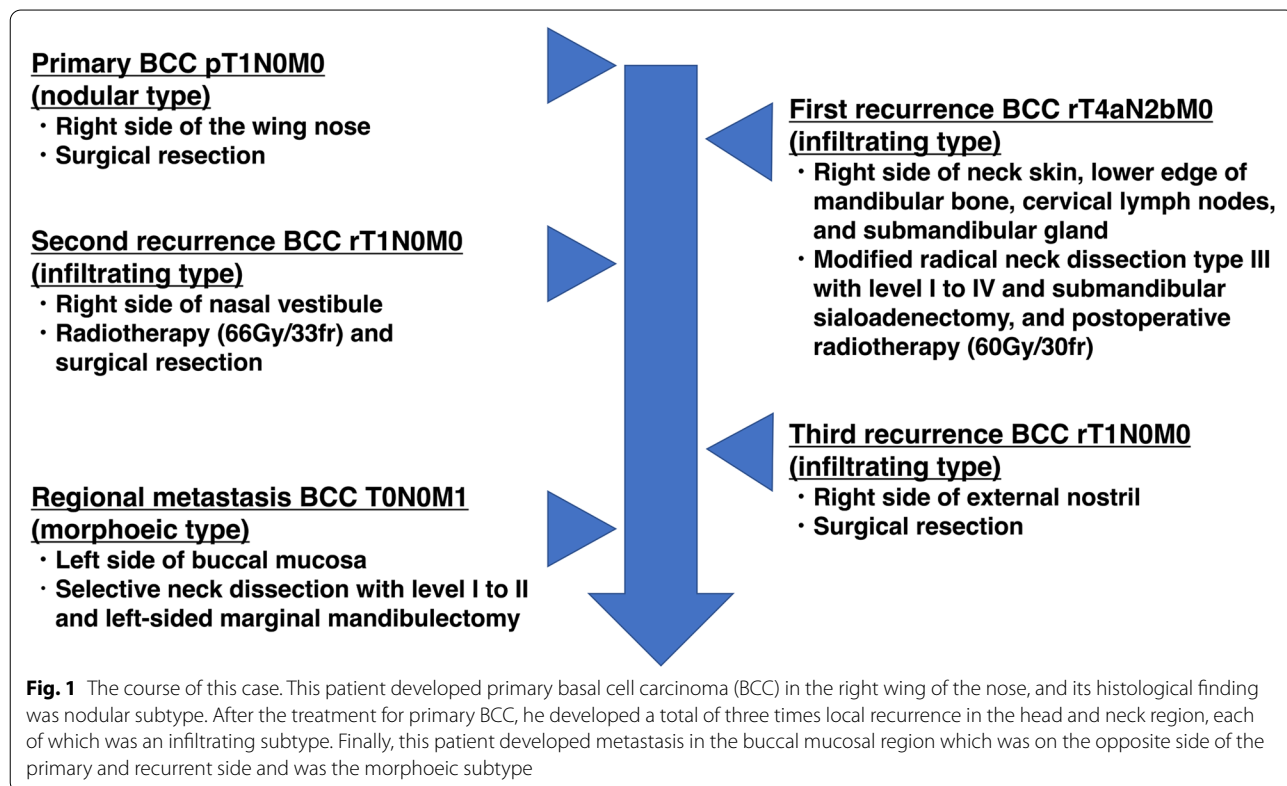 Primary BCC pT1N0M0
(nodular type)
・Right side of the wing nose
・Surgical resection
First recurrence BCC rT4aN2bM0
(infiltrating type)
・Right side of neck skin, lower edge of
mandibular bone, cervical lymph nodes,
and submandibular gland
・Modified radical neck dissection type III
with level I to IV and submandibular
sialoadenectomy, and postoperative
radiotherapy (60Gy/30fr)
Second recurrence BCC rT1N0M0
(infiltrating type)
・Right side of nasal vestibule
・Radiotherapy (66Gy/33fr) and
surgical resection
Third recurrence BCC rT1N0M0
(infiltrating type)
・Right side of external nostril
・Surgical resection
Regional metastasis BCC T0N0M1
(morphoeic type)
・Left side of buccal mucosa
・Selective neck dissection with level I to II
and left-sided marginal mandibulectomy
Fig. 1 The course of this case. This patient developed primary basal cell carcinoma (BCC) in the right wing of the nose, and its histological finding
was nodular subtype. After the treatment for primary BCC, he developed a total of three times local recurrence in the head and neck region, each
of which was an infiltrating subtype. Finally, this patient developed metastasis in the buccal mucosal region which was on the opposite side of the
primary and recurrent side and was the morphoeic subtype